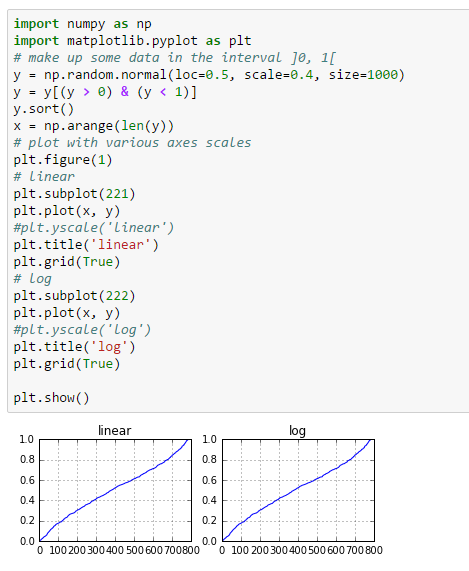 import numpy as np
import matplotlib.pyplot as plt
# make up some data in the interval ]0, 1[
y = np.random.normal(loc=0.5, scale=0.4, size=1000)
y = y[(y > 0) & (y < 1)]
y.sort()
x = np.arange(len(y))
# plot with various axes scales
plt.figure(1)
# linear
plt.subplot(221)
plt.plot(x, y)
#plt.yscale('linear')
plt.title('linear')
plt.grid(True)
# log
plt.subplot(222)
plt.plot(x, y)
#plt.yscale('log')
plt.title('log')
plt.grid(True)
plt.show()
linear
1.0
0.8
0.6
0.4
0.2
0.0
0 100 200 300 400 500 600 700 800
log
1.0
0.8
0.6
0.4
0.2
0.0
0 100 200 300 400 500 600 700 800